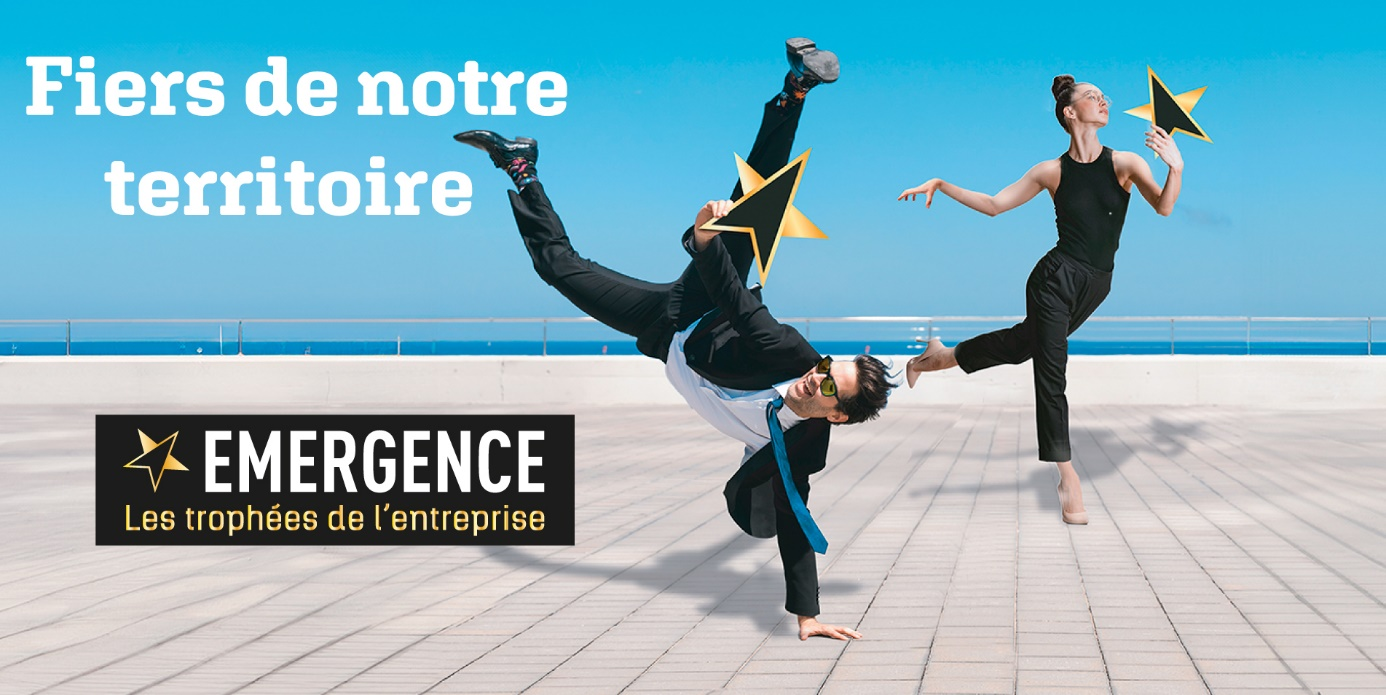 Fiers de notre
territoire
EMERGENCE
Les trophées de l'entreprise